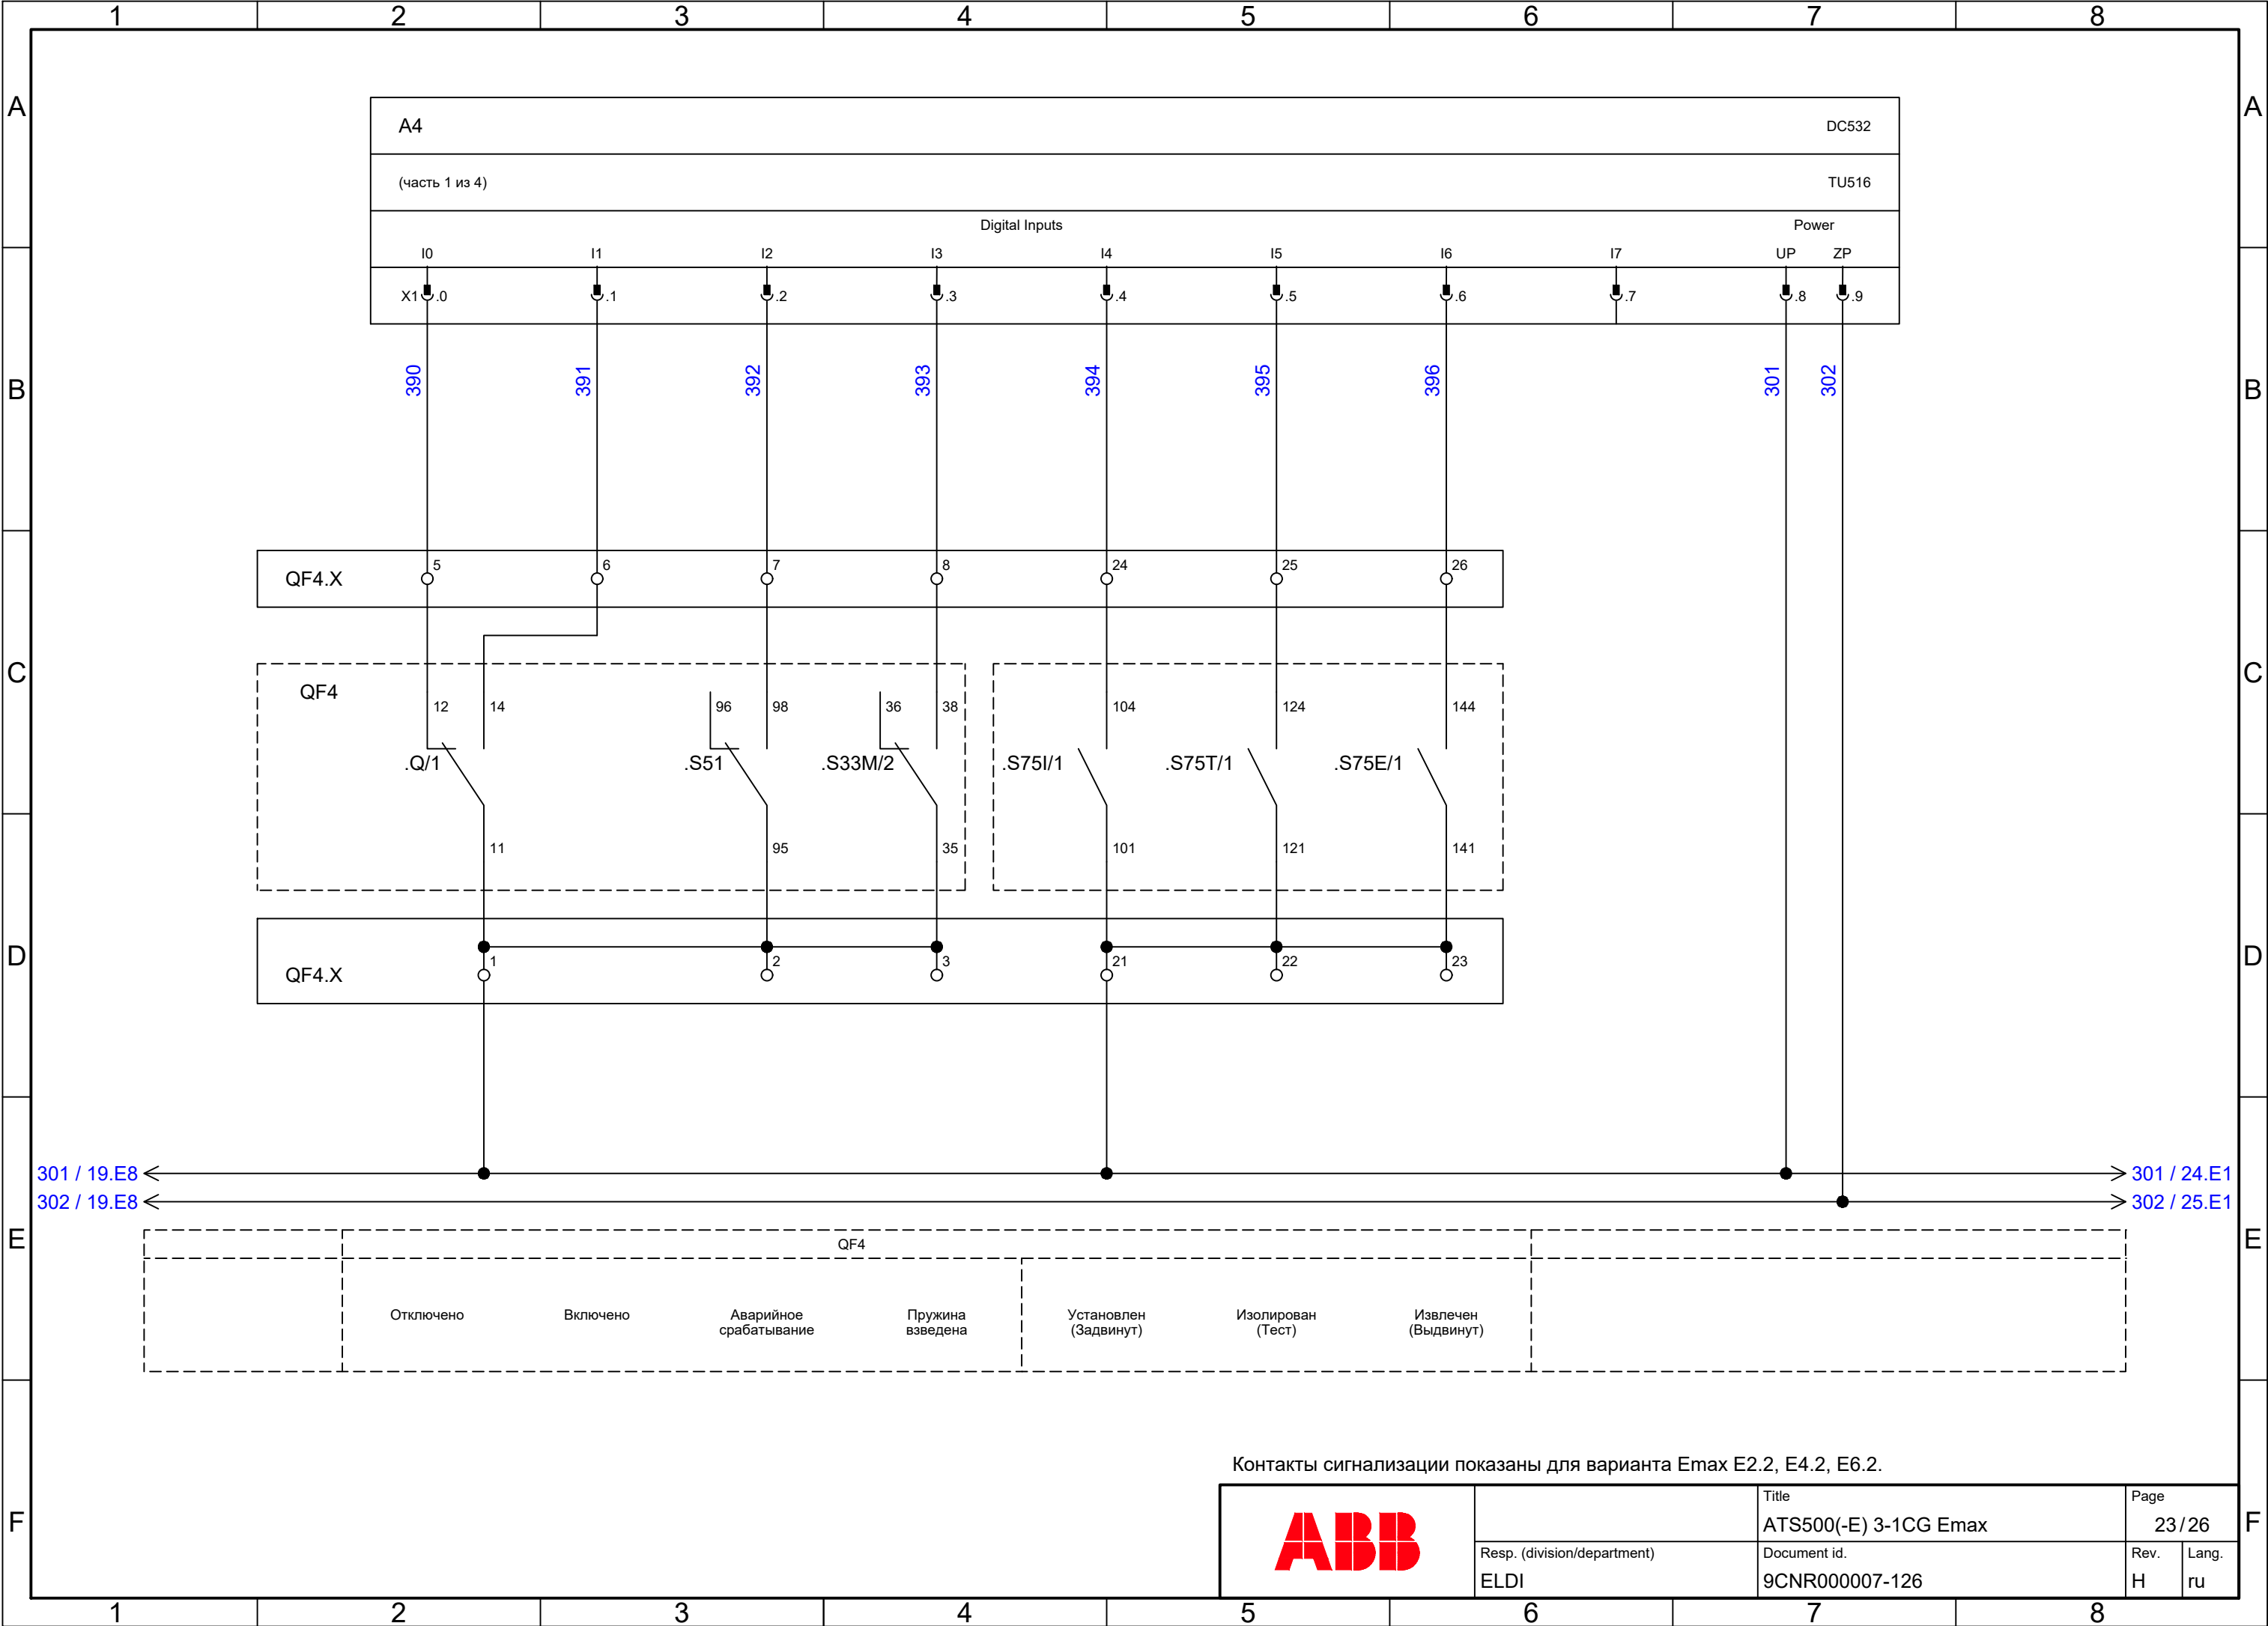 1 2 3 4 5 6 7 8
A A
A4 DC532
(часть 1 из 4) TU516
Digital Inputs Power
I0 I1 I2 I3 I4 I5 I6 I7 UP ZP
X1 .0 .1 .2 .3 .4 .5 .6 .7 .8 .9
390 391 392 393 394 395 396 301 302
B B
QF4.X 5 6 7 8 24 25 26
C C
QF4
12 14 96 98 36 38 104 124 144
.Q/1 .S51 .S33M/2 .S75I/1 .S75T/1 .S75E/1
11 95 35 101 121 141
D D
QF4.X 1 2 3 21 22 23
301 / 19.E8 301 / 24.E1
302 / 19.E8 302 / 25.E1
E E
QF4
Отключено Включено Аварийное Пружина Установлен Изолирован Извлечен
срабатывание взведена (Задвинут) (Тест) (Выдвинут)
Контакты сигнализации показаны для варианта Emax E2.2, E4.2, E6.2.
F F
ABB
Title Page
ATS500(-E) 3-1CG Emax 23/26
Resp. (division/department) Document id. Rev. Lang.
ELDI 9CNR000007-126 H ru
1 2 3 4 5 6 7 8